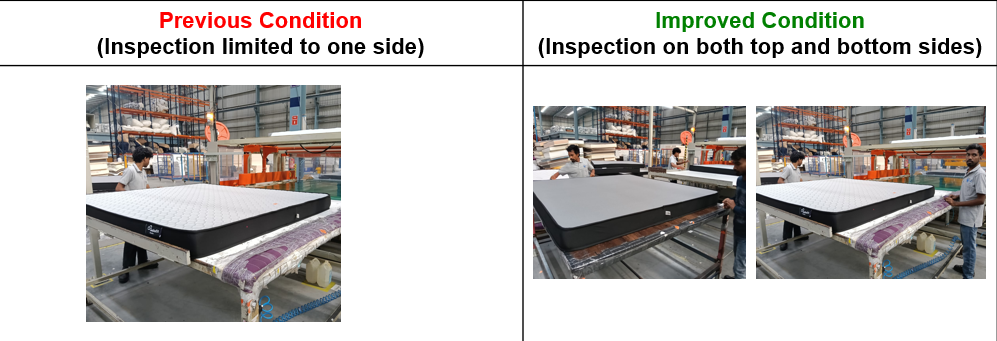 Previous Condition
(Inspection limited to one side)
Improved Condition
(Inspection on both top and bottom sides)